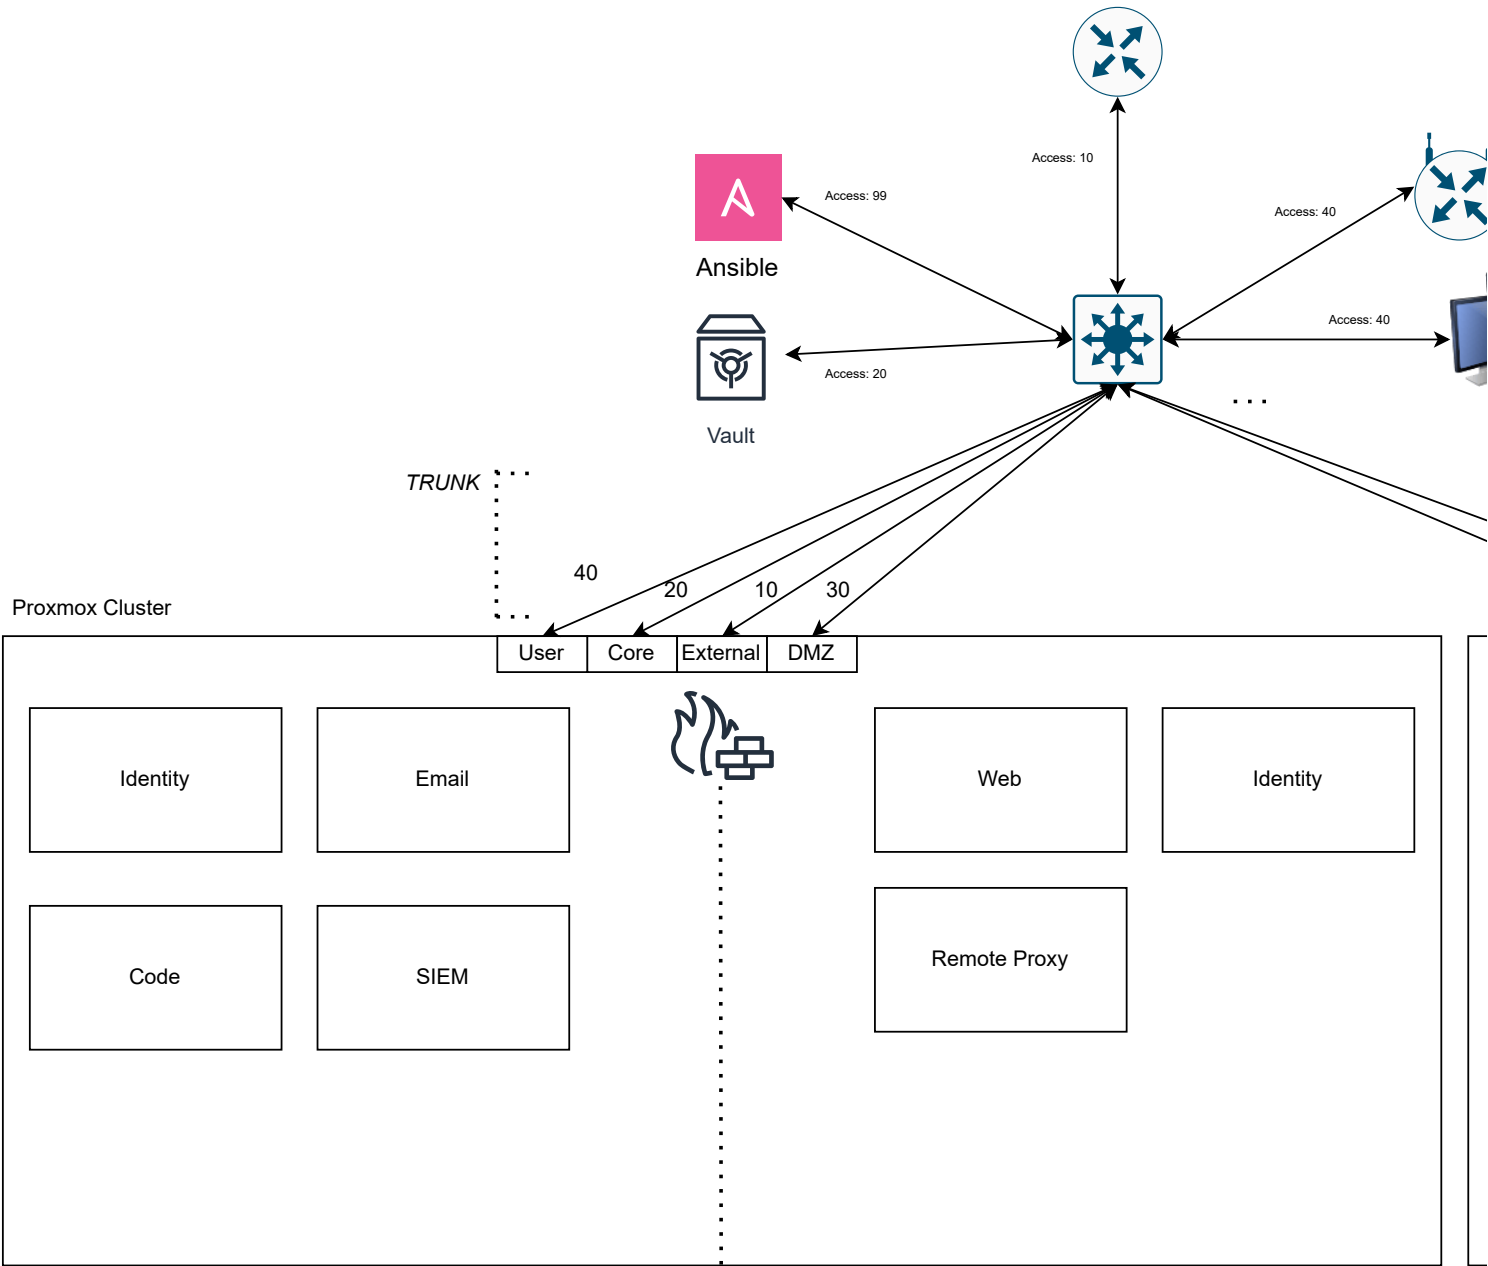 Access: 10
Access: 99
Access: 40
Ansible
Access: 40
Access: 20
...
Vault
TRUNK
40
20
10
30
Proxmox Cluster
User
Core
External
DMZ
Identity
Email
Web
Identity
Remote Proxy
Code
SIEM